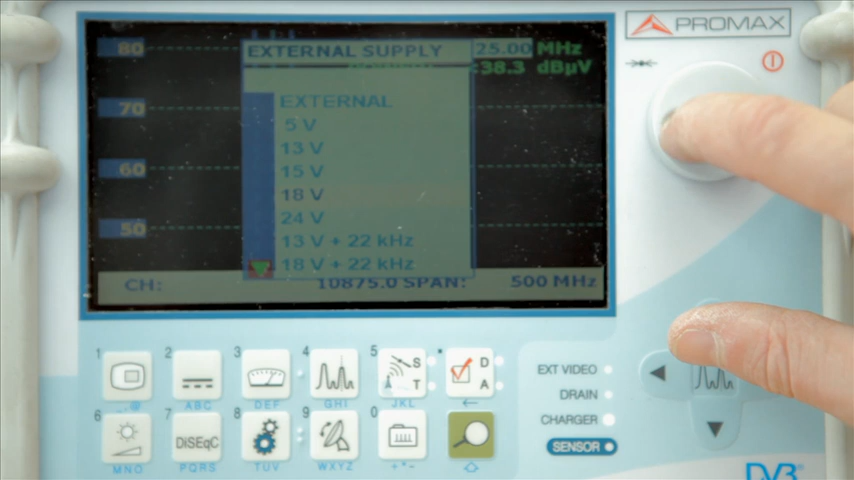 PROMAX
80
EXTERNAL SUPPLY
25.00 MHz
38.3 dBµV
70
EXTERNAL
5 V
13 V
15 V
60
18 V
24 V
50
13 V + 22 kHz
18 V + 22 kHz
CH:
10875.0 SPAN:
500 MHz
1
2
3
4
5
S
T
D
A
ABC
DEF
GHI
JKL
EXT VIDEO
DRAIN
CHARGER
SENSOR
6
7
8
9
0
DiSEqC
MNO
PQRS
TUV
WXYZ
+*-
DVB